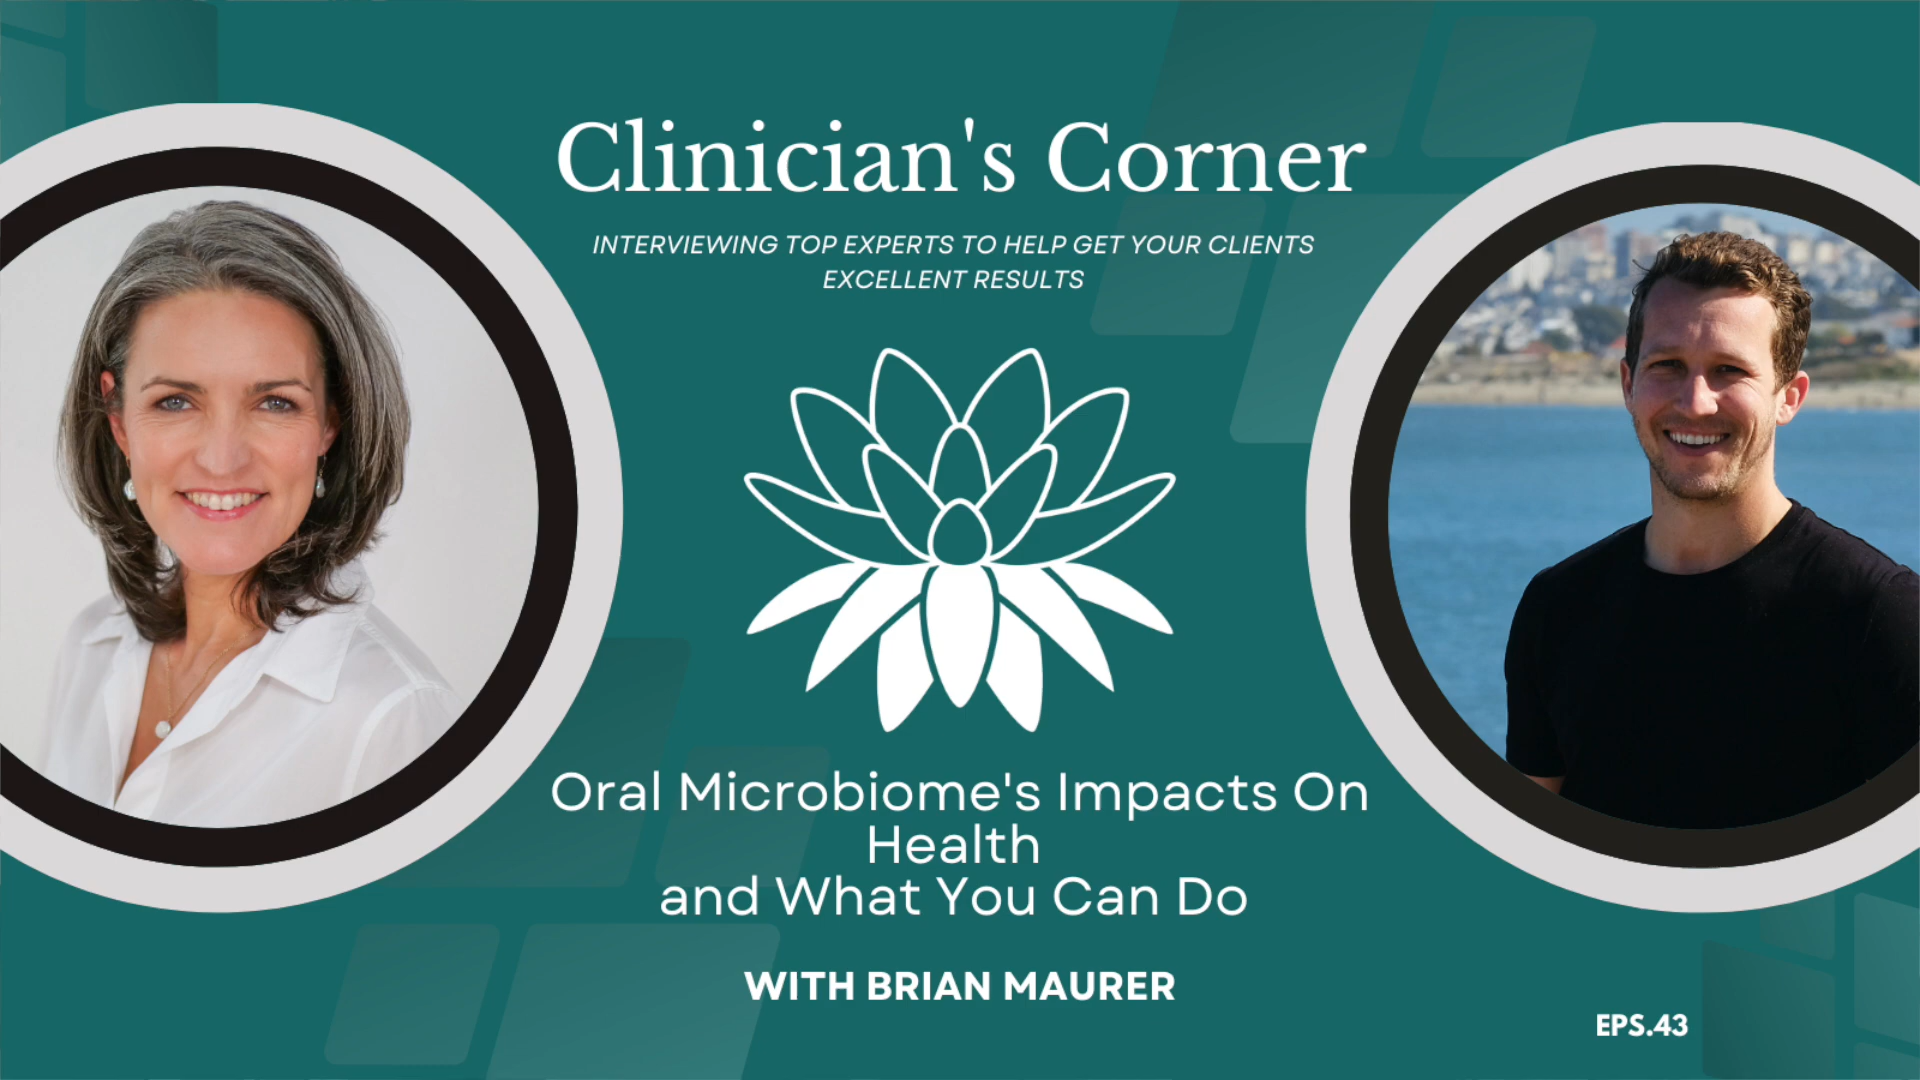 Clinician's Corner
INTERVIEWING TOP EXPERTS TO HELP GET YOUR CLIENTS
EXCELLENT RESULTS
Oral Microbiome's Impacts On
Health
and What You Can Do
WITH BRIAN MAURER
EPS.43